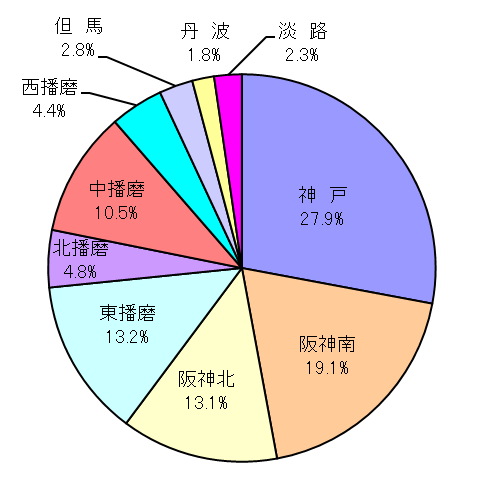 神 戸
27.9%
阪神南
19.1%
阪神北
13.1%
東播磨
13.2%
北播磨
4.8%
中播磨
10.5%
西播磨
4.4%
但 馬
2.8%
丹 波
1.8%
淡 路
2.3%